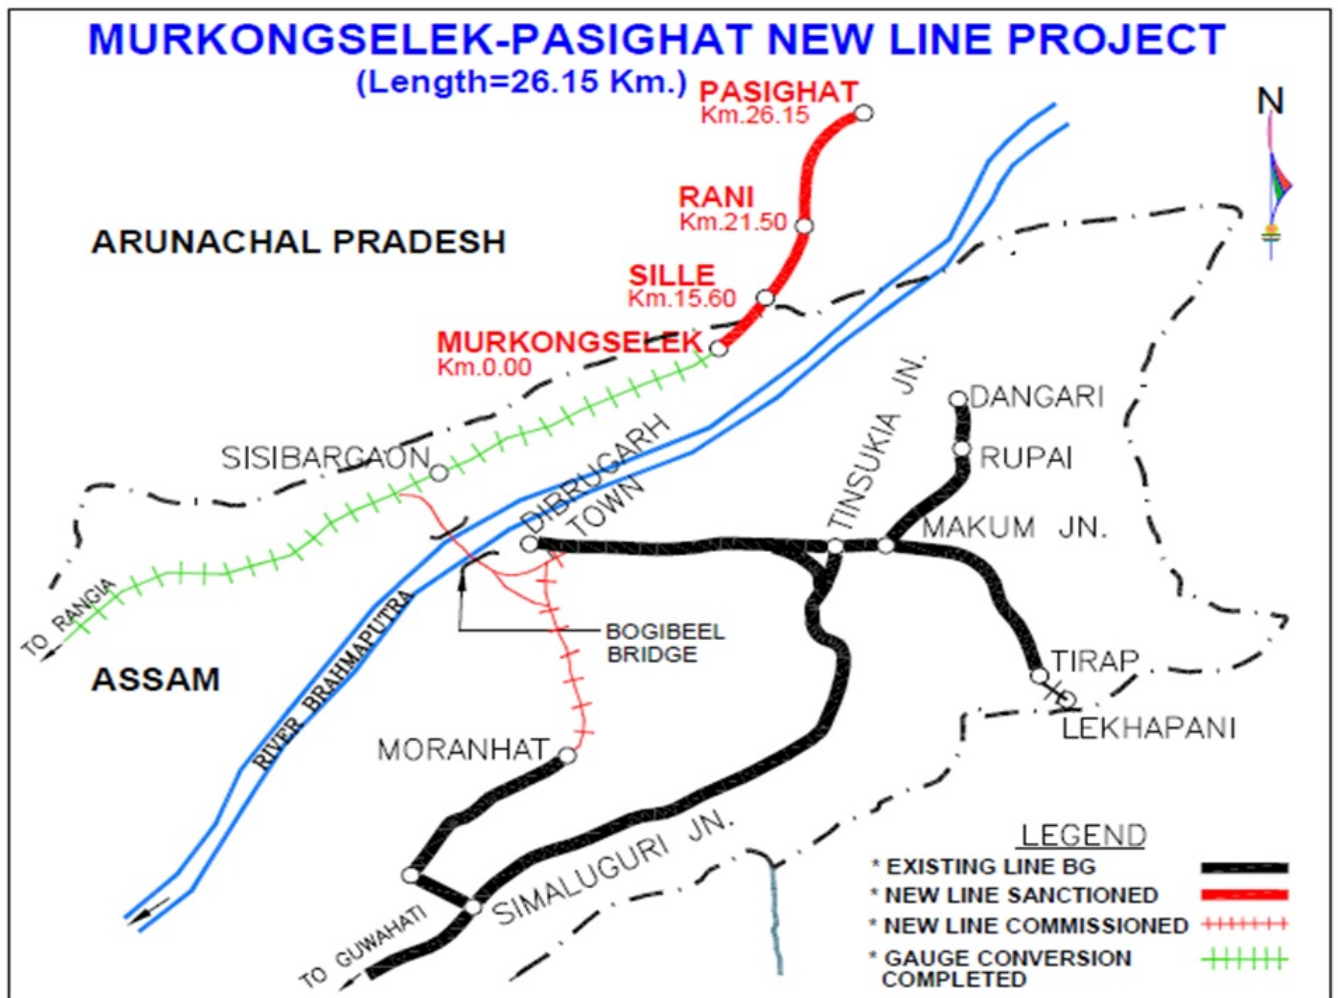 MURKONGSELEK-PASIGHAT NEW LINE PROJECT
(Length=26.15 Km.)
PASIGHAT
Km.26.15
N
RANI
Km.21.50
ARUNACHAL PRADESH
SILLE
Km.15.60
MURKONGSELEK
Km.0.00
SISIBARGAON
DIBRUGARH
TOWN
TINSUKIA JN.
DANGARI
RUPAI
MAKUM JN.
TO RANGIA
RIVER BRAHMAPUTRA
BOGIBEEL
BRIDGE
ASSAM
TIRAP
LEKHAPANI
MORANHAT
SIMALUGURI JN.
TO GUWAHATI
LEGEND
* EXISTING LINE BG
* NEW LINE SANCTIONED
* NEW LINE COMMISSIONED
* GAUGE CONVERSION
COMPLETED